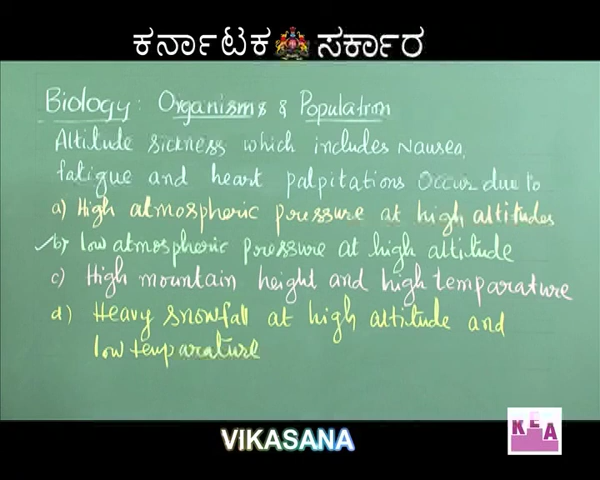 ಕರ್ನಾಟಕ ಸರ್ಕಾರ
Biology: Organisms & Population
Altitude sickness which includes Nausea,
fatigue and heart palpitations Occur due to
a) High atmospheric pressure at high altitudes
b) low atmospheric pressure at high altitude
c) High mountain height and high temparature
d) Heavy snowfall at high altitude and
low temparature
VIKASANA
KEA